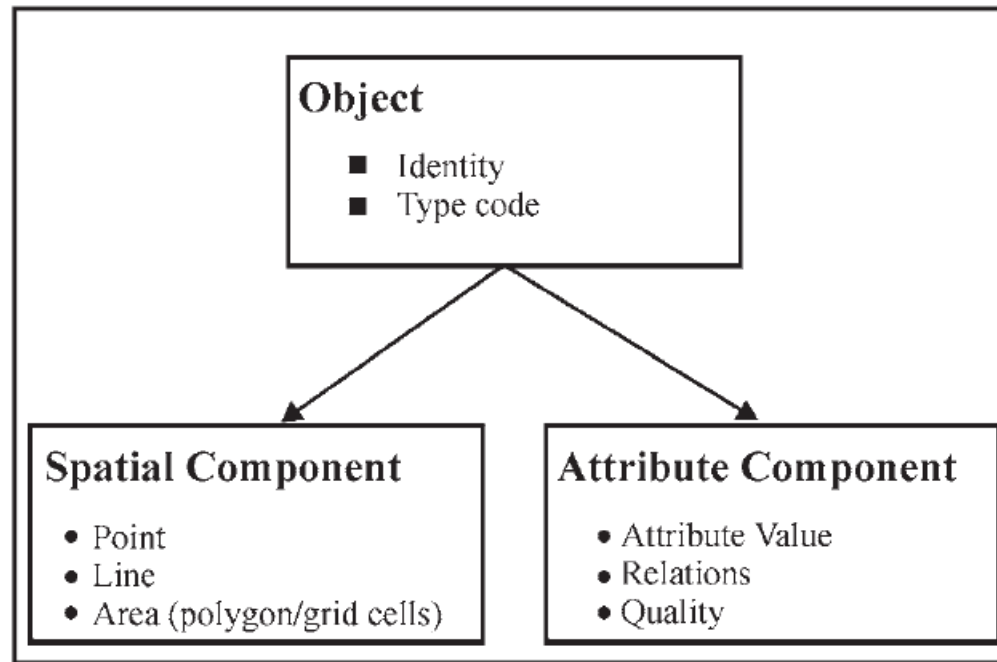 Object
■ Identity
■ Type code
Spatial Component
• Point
• Line
• Area (polygon/grid cells)
Attribute Component
• Attribute Value
• Relations
• Quality